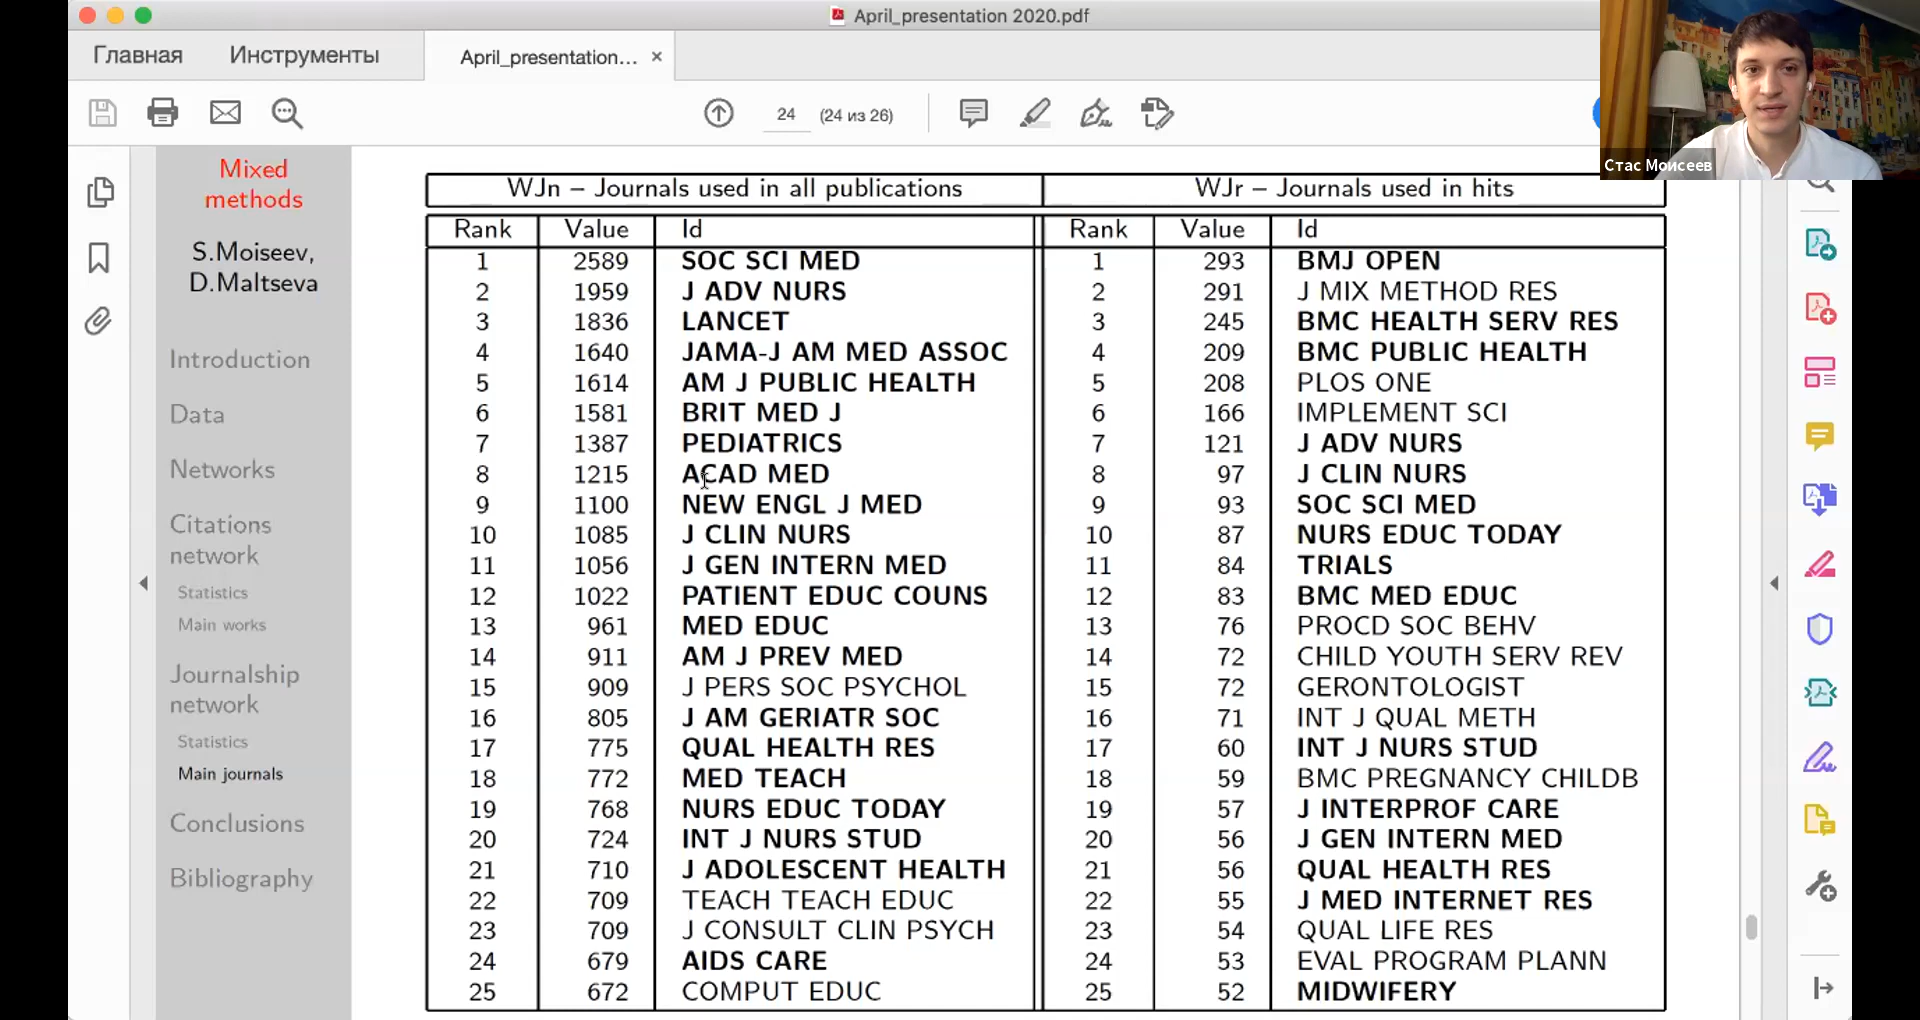 April_presentation 2020.pdf
Главная
Инструменты
April_presentation...
24
(24 из 26)
Стас Моисеев
Mixed
methods
S.Moiseev,
D.Maltseva
Introduction
Data
Networks
Citations
network
Statistics
Main works
Journalship
network
Statistics
Main journals
Conclusions
Bibliography
WJn – Journals used in all publications WJr – Journals used in hits
Rank Value Id Rank Value Id
1 2589 SOC SCI MED 1 293 BMJ OPEN
2 1959 J ADV NURS 2 291 J MIX METHOD RES
3 1836 LANCET 3 245 BMC HEALTH SERV RES
4 1640 JAMA-J AM MED ASSOC 4 209 BMC PUBLIC HEALTH
5 1614 AM J PUBLIC HEALTH 5 208 PLOS ONE
6 1581 BRIT MED J 6 166 IMPLEMENT SCI
7 1387 PEDIATRICS 7 121 J ADV NURS
8 1215 ACAD MED 8 97 J CLIN NURS
9 1100 NEW ENGL J MED 9 93 SOC SCI MED
10 1085 J CLIN NURS 10 87 NURS EDUC TODAY
11 1056 J GEN INTERN MED 11 84 TRIALS
12 1022 PATIENT EDUC COUNS 12 83 BMC MED EDUC
13 961 MED EDUC 13 76 PROCD SOC BEHV
14 911 AM J PREV MED 14 72 CHILD YOUTH SERV REV
15 909 J PERS SOC PSYCHOL 15 72 GERONTOLOGIST
16 805 J AM GERIATR SOC 16 71 INT J QUAL METH
17 775 QUAL HEALTH RES 17 60 INT J NURS STUD
18 772 MED TEACH 18 59 BMC PREGNANCY CHILDB
19 768 NURS EDUC TODAY 19 57 J INTERPROF CARE
20 724 INT J NURS STUD 20 56 J GEN INTERN MED
21 710 J ADOLESCENT HEALTH 21 56 QUAL HEALTH RES
22 709 TEACH TEACH EDUC 22 55 J MED INTERNET RES
23 709 J CONSULT CLIN PSYCH 23 54 QUAL LIFE RES
24 679 AIDS CARE 24 53 EVAL PROGRAM PLANN
25 672 COMPUT EDUC 25 52 MIDWIFERY